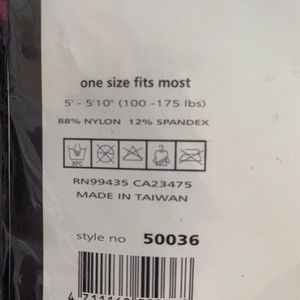 one size fits most
5' - 5'10" (100 -175 lbs)
88% NYLON 12% SPANDEX
30°C
RN99435 CA23475
MADE IN TAIWAN
style no 50036